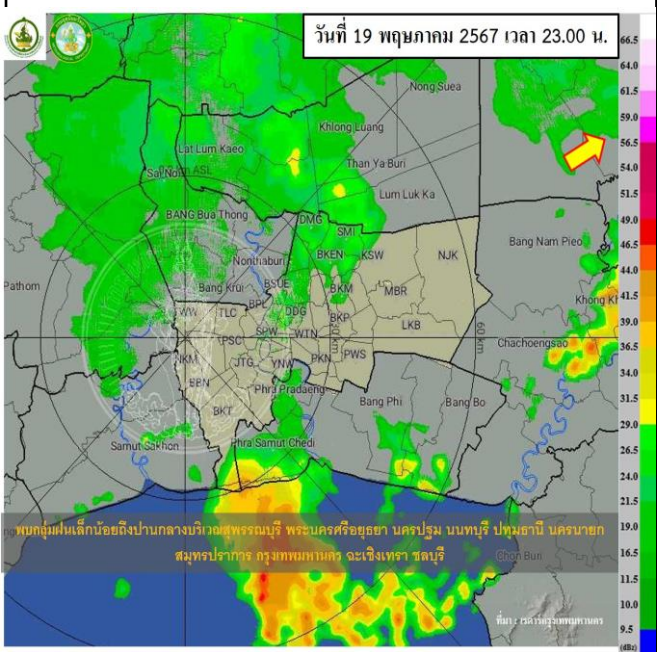 วันที่ 19 พฤษภาคม 2567 เวลา 23.00 น.
66.5
64.0
61.5
59.0
56.5
54.0
51.5
49.0
46.5
44.0
41.5
39.0
36.5
34.0
31.5
29.0
26.5
24.0
21.5
19.0
16.5
11.5
10.0
9.5
(dBz)
Nong Suea
Khlong Luang
Lat Lum Kaeo
Than Ya Buri
Sai Noi
km ASL
Lum Luk Ka
BANG Bua Thong
DMG
SMI
Bang Nam Pieo
Nonthaburi
BKEN
KSW
NJK
Pathom
Bang Krui
BSUE
BKM
MBR
Khong
TLC
BPL
DDG
BKP
LKB
60 km
PSC
SPW
WTN
Chachoengsao
NKM
JTG
YNW
PKN
PWS
BBN
Phra Pradaeng
BKT
Bang Phi
Bang Bo
Samut Sakhon
Phra Samut Chedi
พบกลุ่มฝนเล็กน้อยถึงปานกลางบริเวณสุพรรณบุรี พระนครศรีอยุธยา นครปฐม นนทบุรี ปทุมธานี นครนายก
สมุทรปราการ กรุงเทพมหานคร ฉะเชิงเทรา ชลบุรี
Chon Buri
ที่มา : เรดาร์กรุงเทพมหานคร